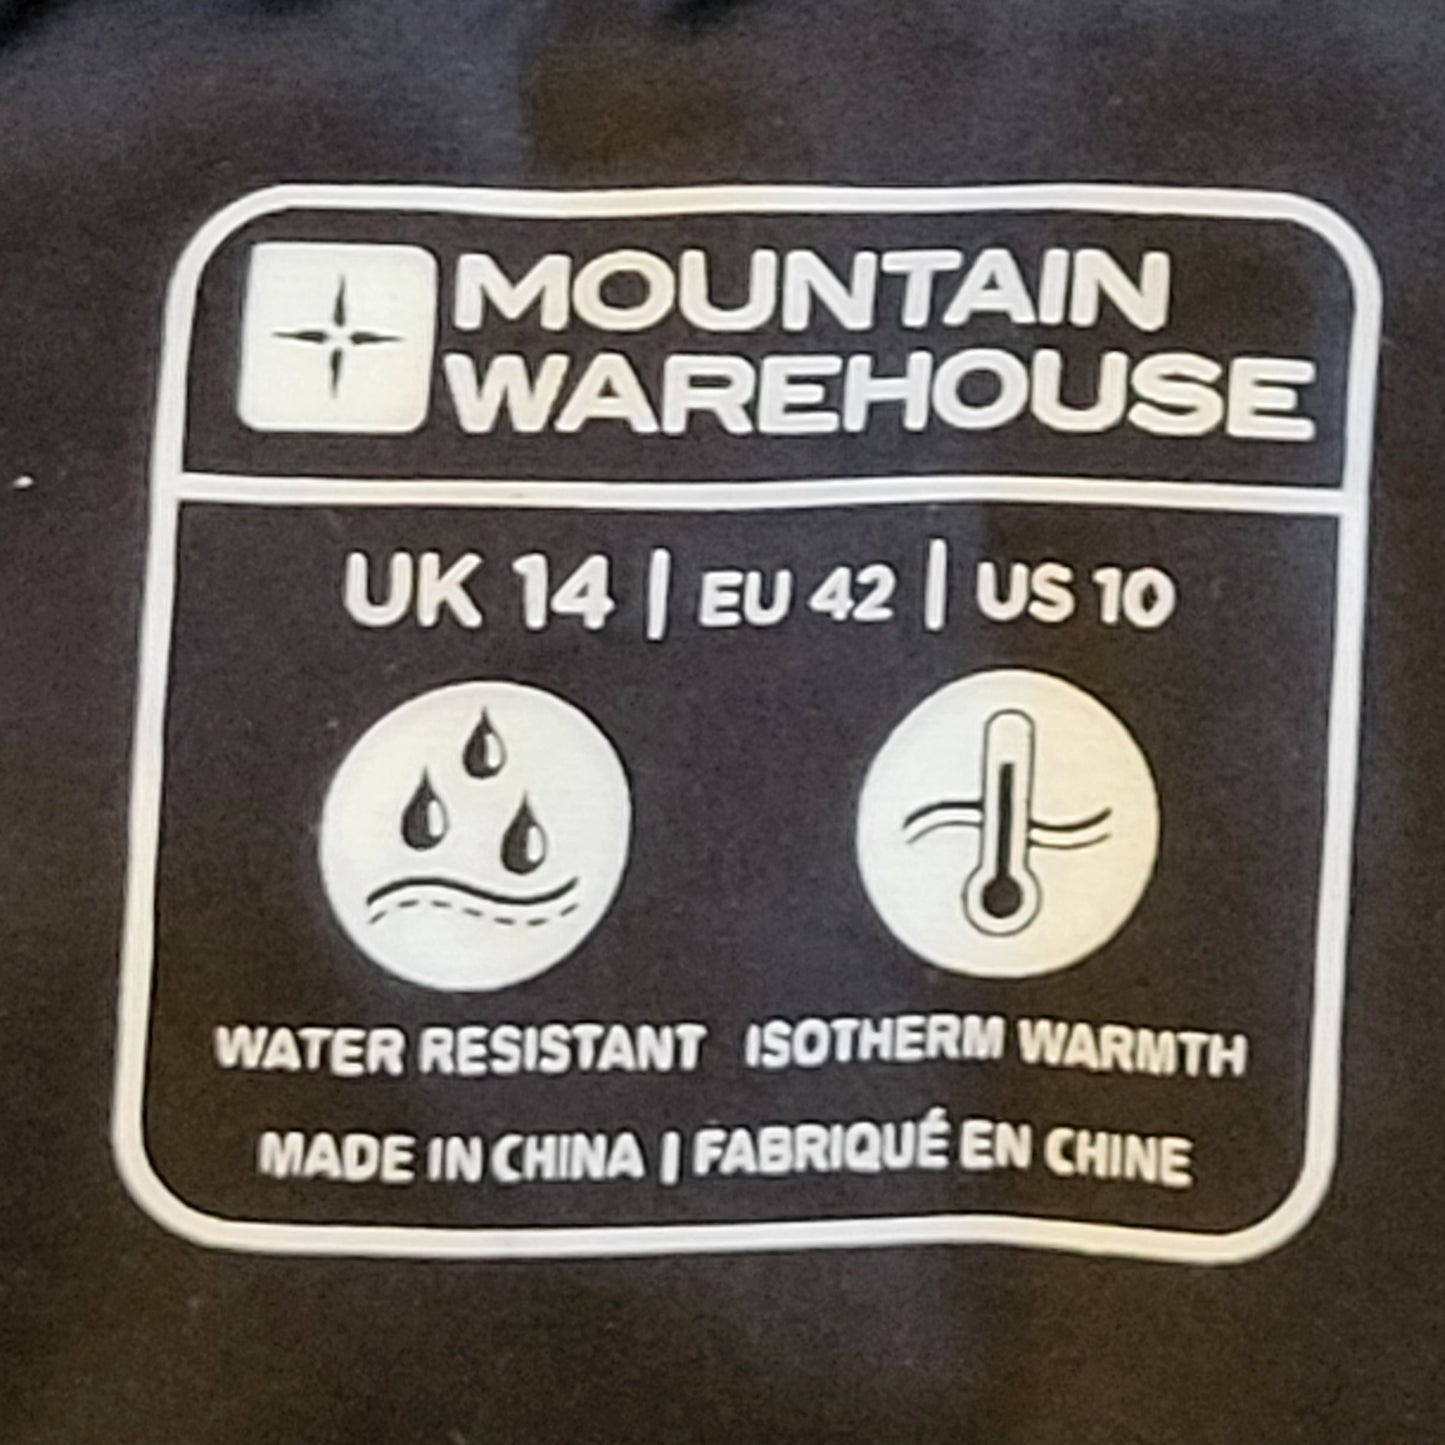 MOUNTAIN
WAREHOUSE
UK 14 | EU 42 | US 10
WATER RESISTANT ISOTHERM WARMTH
MADE IN CHINA | FABRIQUÉ EN CHINE